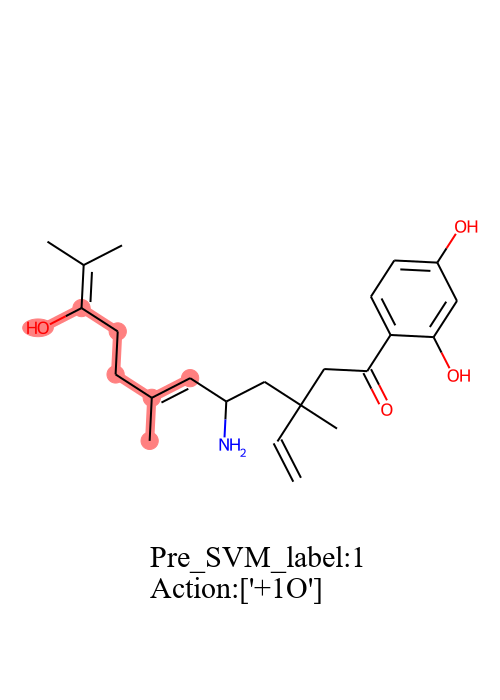 OH
HO
OH
O
NH2
Pre_SVM_label:1
Action:['+1O']